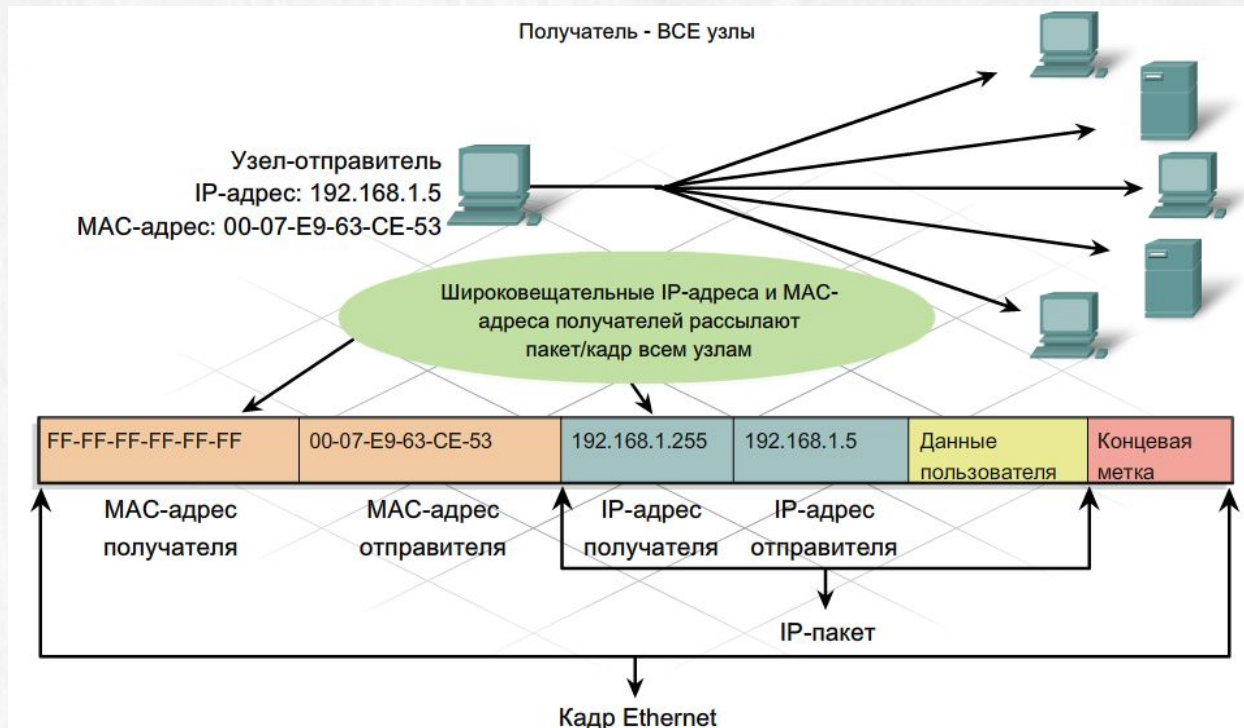 Получатель - ВСЕ узлы
Узел-отправитель
IP-адрес: 192.168.1.5
MAC-адрес: 00-07-E9-63-CE-53
Широковещательные IP-адреса и MAC-
адреса получателей рассылают
пакет/кадр всем узлам
FF-FF-FF-FF-FF-FF
00-07-E9-63-CE-53
192.168.1.255
192.168.1.5
Данные
пользователя
Концевая
метка
MAC-адрес
получателя
MAC-адрес
отправителя
IP-адрес
получателя
IP-адрес
отправителя
IP-пакет
Кадр Ethernet